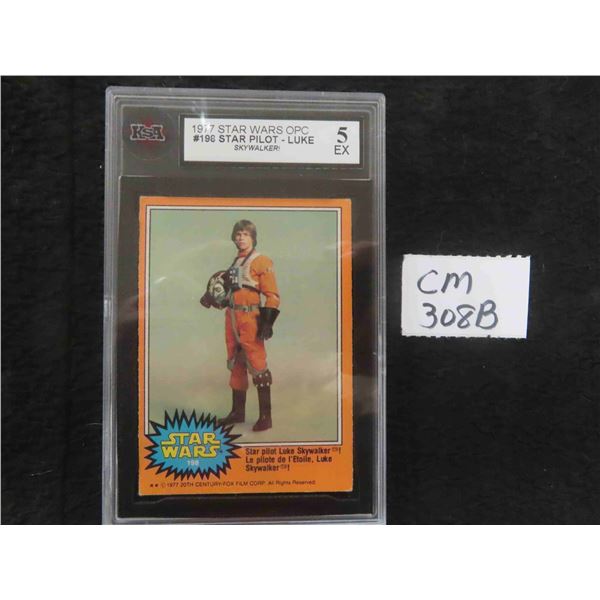 KSA
1977 STAR WARS OPC
#198 STAR PILOT - LUKE
SKYWALKER!
5
EX
STAR
WARS
198
Star pilot Luke Skywalker !
Le pilote de l'Etoile, Luke
Skywalker !
★★ © 1977 20TH CENTURY-FOX FILM CORP. All Rights Reserved.
CM
308B